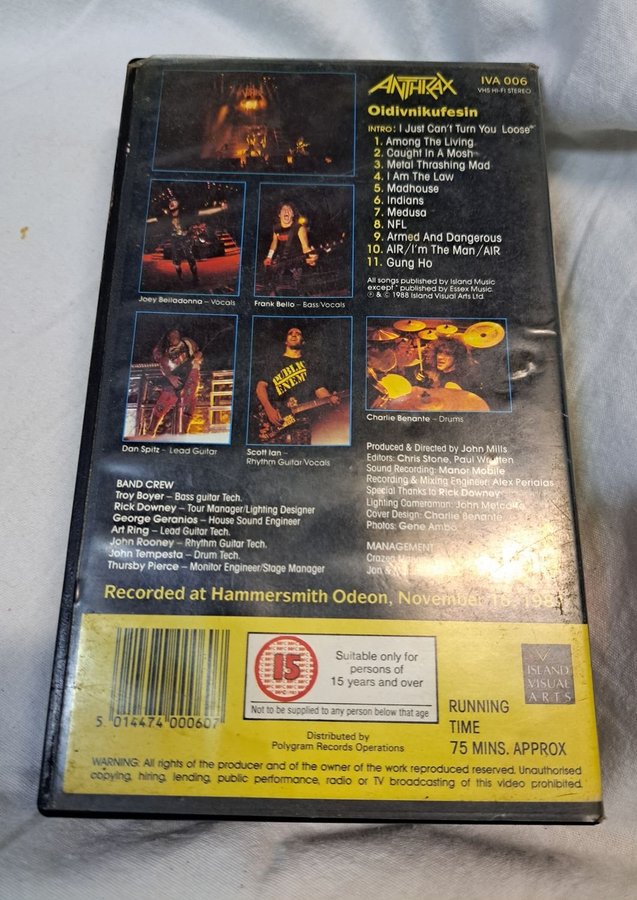 ANTHRAX
IVA 006
VHS HI-FI STEREO
Oidivnikufesin
INTRO: I Just Can't Turn You Loose*
1. Among The Living
2. Caught In A Mosh
3. Metal Thrashing Mad
4. I Am The Law
5. Madhouse
6. Indians
7. Medusa
8. NFL
9. Armed And Dangerous
10. AIR/I'm The Man/AIR
11. Gung Ho
All songs published by Island Music
except * published by Essex Music.
℗ & © 1988 Island Visual Arts Ltd.
Joey Belladonna – Vocals
Frank Bello – Bass/Vocals
PUBLIC
ENEMY
Dan Spitz – Lead Guitar
Scott Ian –
Rhythm Guitar/Vocals
Charlie Benante – Drums
Produced & Directed by John Mills
Editors: Chris Stone, Paul
Sound Recording: Manor Mobile
Recording & Mixing Engineer: Alex Perialas
Special Thanks to Rick Downey
Lighting Cameraman: John Metcalfe
Cover Design: Charlie Benante
Photos: Gene Ambo
MANAGEMENT
Crazed
Jon &
BAND CREW
Troy Boyer – Bass guitar Tech.
Rick Downey – Tour Manager/Lighting Designer
George Geranios – House Sound Engineer
Art Ring – Lead Guitar Tech.
John Rooney – Rhythm Guitar Tech.
John Tempesta – Drum Tech.
Thursby Pierce – Monitor Engineer/Stage Manager
Recorded at Hammersmith Odeon, November
5 014474 000607
15
Suitable only for
persons of
15 years and over
Not to be supplied to any person below that age
Distributed by
Polygram Records Operations
ISLAND
VISUAL
ARTS
RUNNING
TIME
75 MINS. APPROX
WARNING: All rights of the producer and of the owner of the work reproduced reserved. Unauthorised
copying, hiring, lending, public performance, radio or TV broadcasting of this video prohibited.